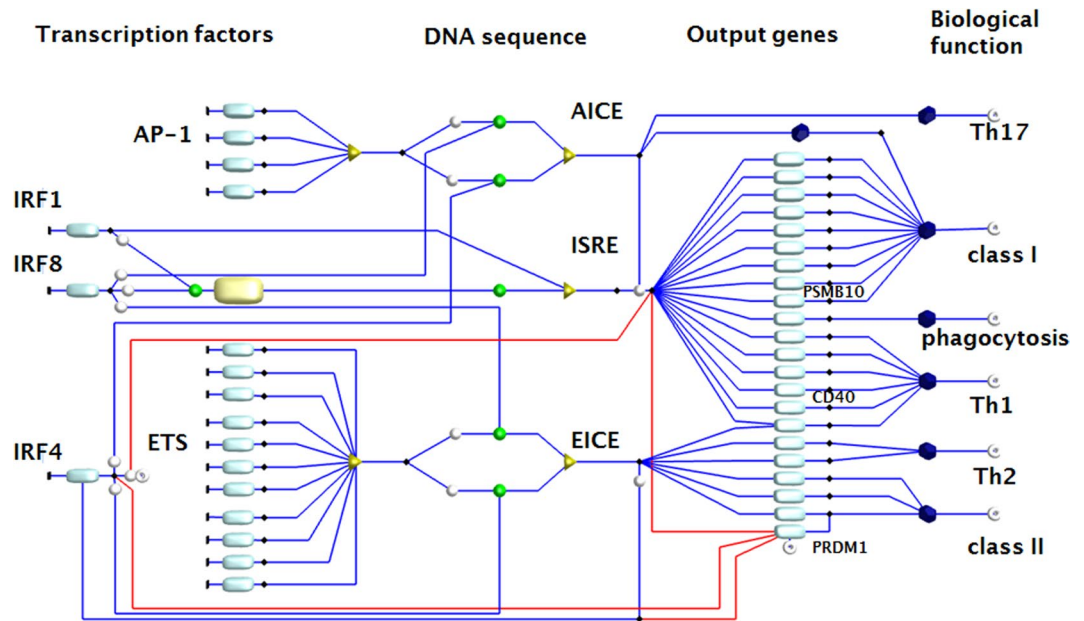 Transcription factors
DNA sequence
Output genes
Biological
function
AP-1
AICE
Th17
IRF1
ISRE
class I
IRF8
PSMB10
phagocytosis
CD40
Th1
IRF4
ETS
EICE
Th2
PRDM1
class II